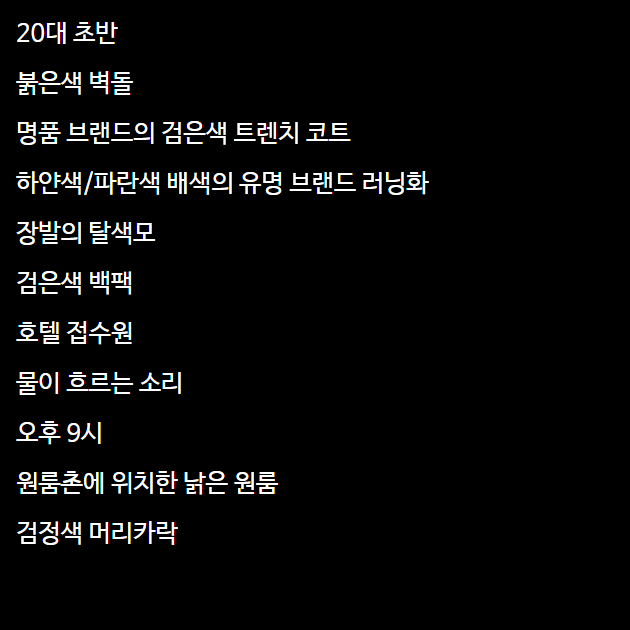 20대 초반
붉은색 벽돌
명품 브랜드의 검은색 트렌치 코트
하얀색/파란색 배색의 유명 브랜드 러닝화
장발의 탈색모
검은색 백팩
호텔 접수원
물이 흐르는 소리
오후 9시
원룸촌에 위치한 낡은 원룸
검정색 머리카락